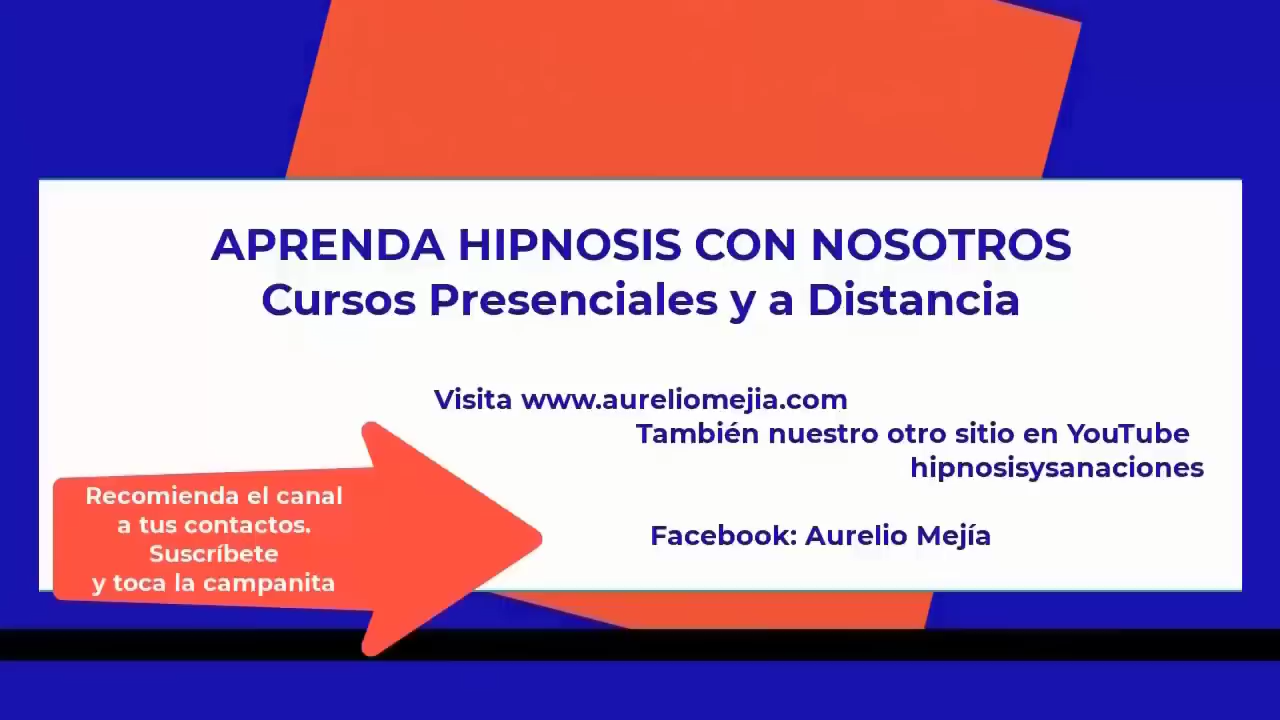 APRENDA HIPNOSIS CON NOSOTROS
Cursos Presenciales y a Distancia
Visita www.aureliomejia.com
También nuestro otro sitio en YouTube
hipnosisysanaciones
Facebook: Aurelio Mejía
Recomienda el canal
a tus contactos.
Suscríbete
y toca la campanita